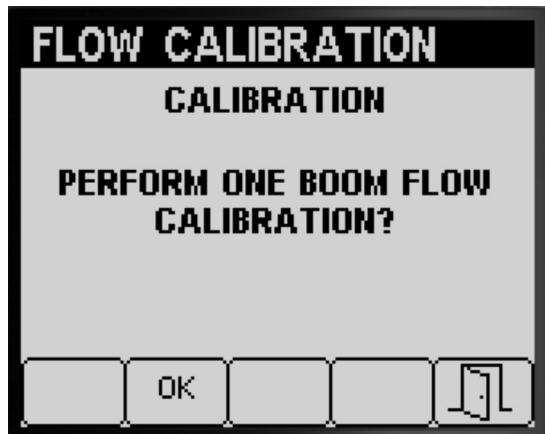 FLOW CALIBRATION
CALIBRATION
PERFORM ONE BOOM FLOW
CALIBRATION?
OK